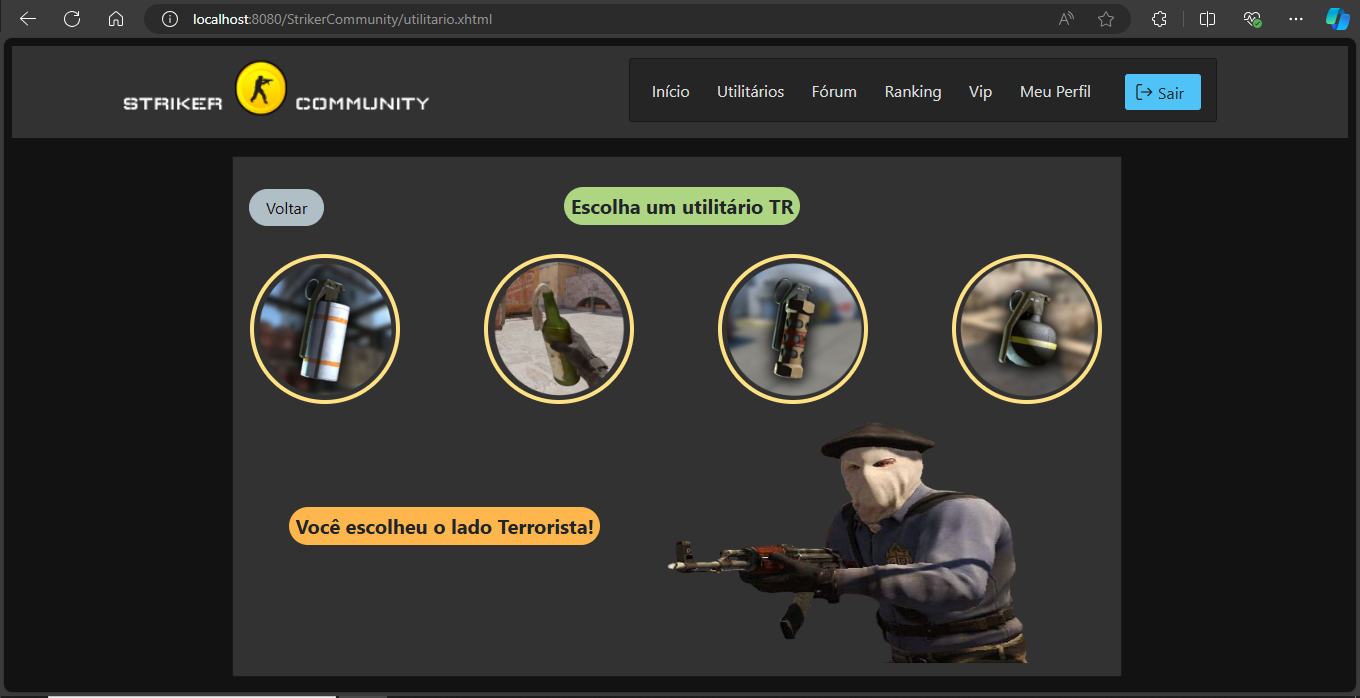 localhost:8080/StrikerCommunity/utilitario.xhtml
STRIKER COMMUNITY
Início Utilitários Fórum Ranking Vip Meu Perfil Sair
Voltar
Escolha um utilitário TR
Você escolheu o lado Terrorista!